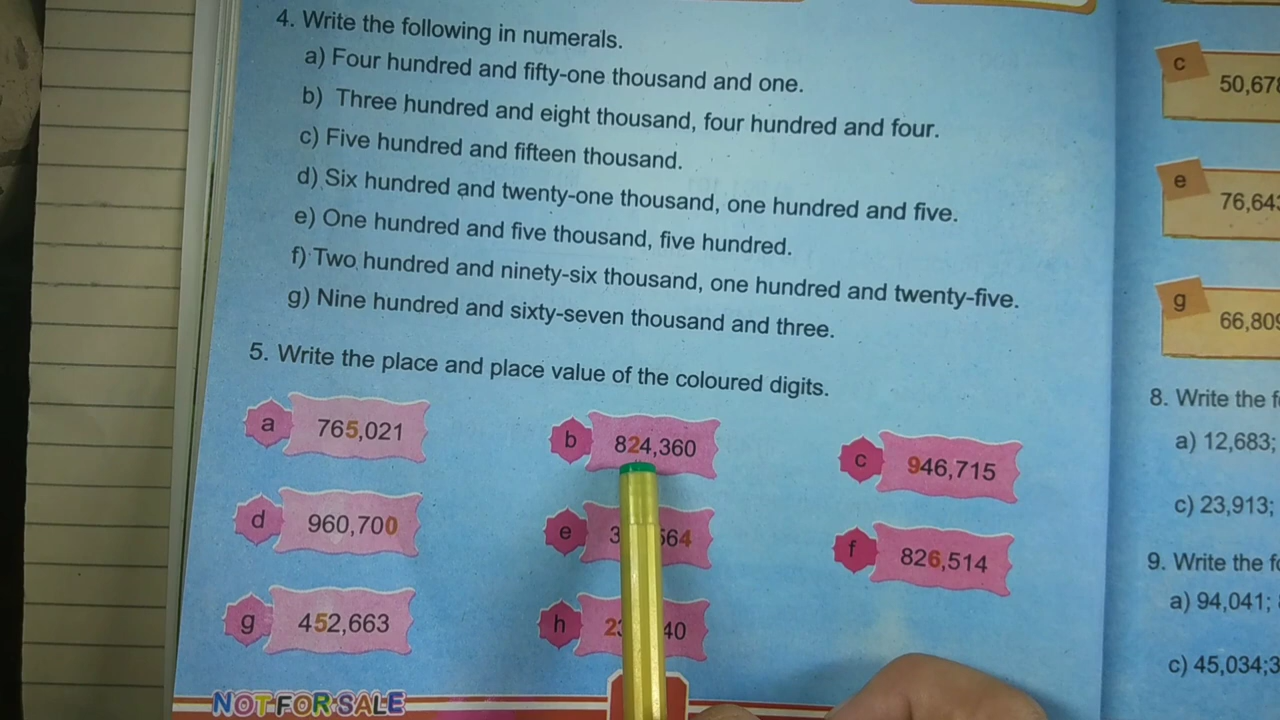 4. Write the following in numerals.
a) Four hundred and fifty-one thousand and one.
b) Three hundred and eight thousand, four hundred and four.
c) Five hundred and fifteen thousand.
d) Six hundred and twenty-one thousand, one hundred and five.
e) One hundred and five thousand, five hundred.
f) Two hundred and ninety-six thousand, one hundred and twenty-five.
g) Nine hundred and sixty-seven thousand and three.
5. Write the place and place value of the coloured digits.
a 765,021
b 824,360
c 946,715
d 960,700
e
f 826,514
g 452,663
h
NOT FOR SALE
c
e
g
8. Write the
a) 12,683;
c) 23,913;
9. Write the
a) 94,041;
c) 45,034;3